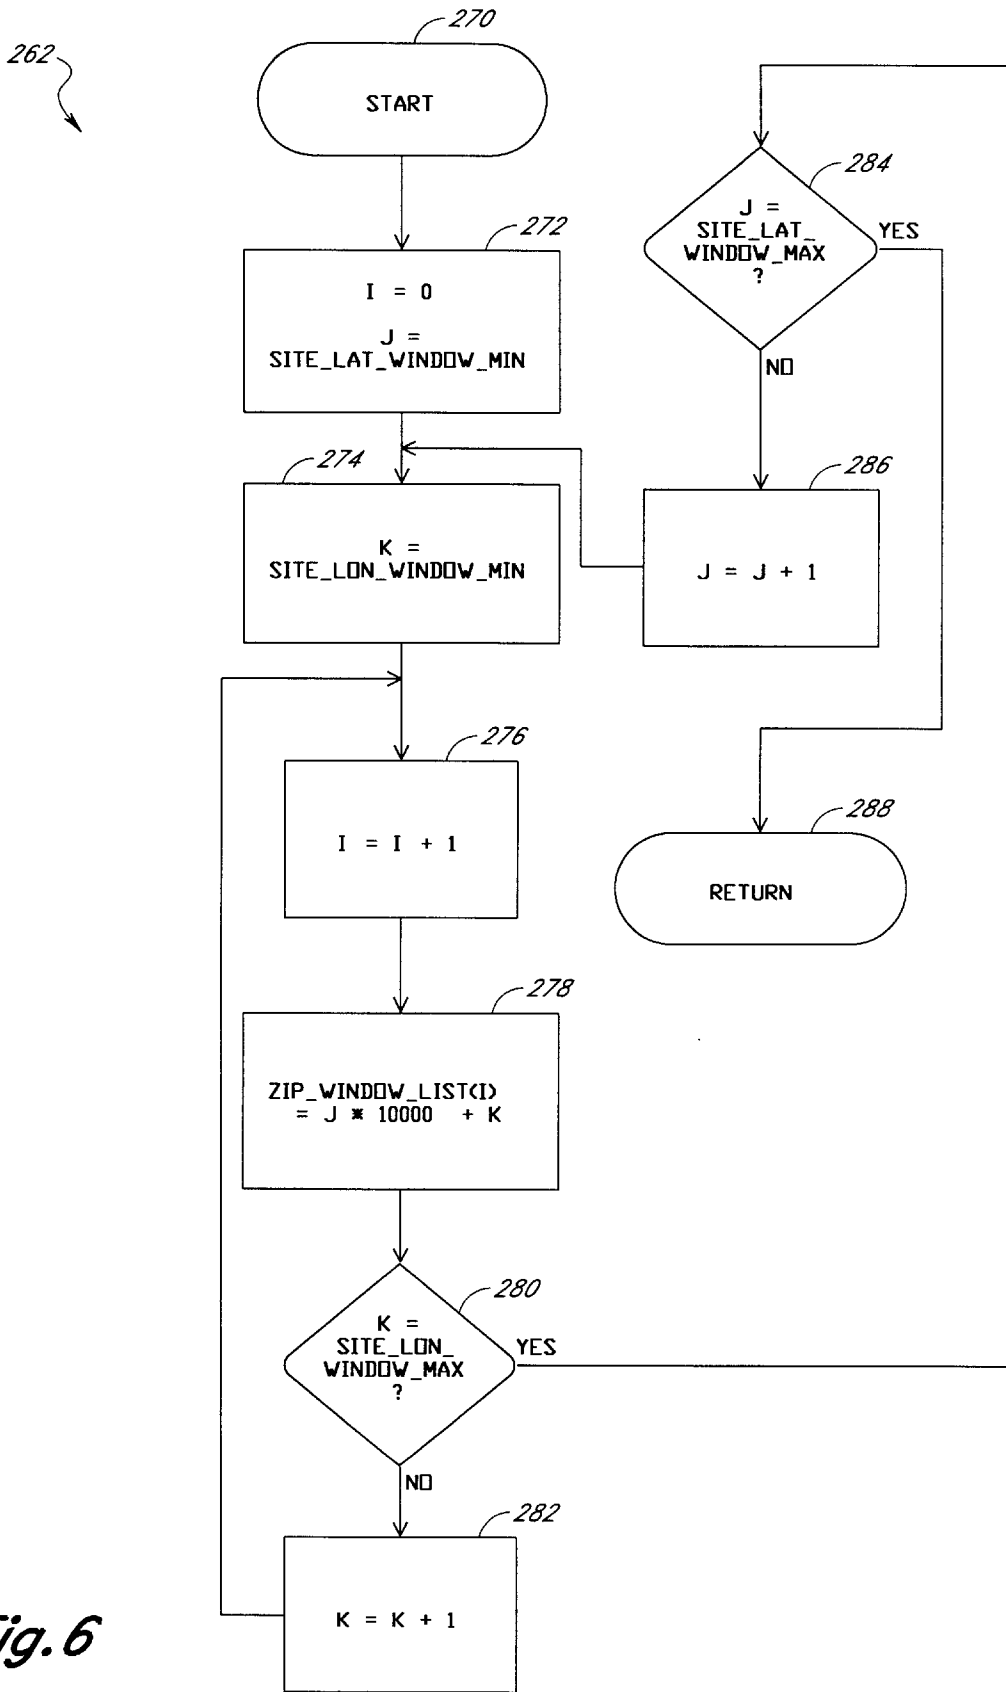 262
270
START
272
I = 0
J =
SITE_LAT_WINDOW_MIN
274
K =
SITE_LON_WINDOW_MIN
276
I = I + 1
278
ZIP_WINDOW_LIST(I)
= J * 10000 + K
280
K =
SITE_LON_
WINDOW_MAX
?
YES
NO
282
K = K + 1
284
J =
SITE_LAT_
WINDOW_MAX
?
YES
NO
286
J = J + 1
288
RETURN
ig. 6